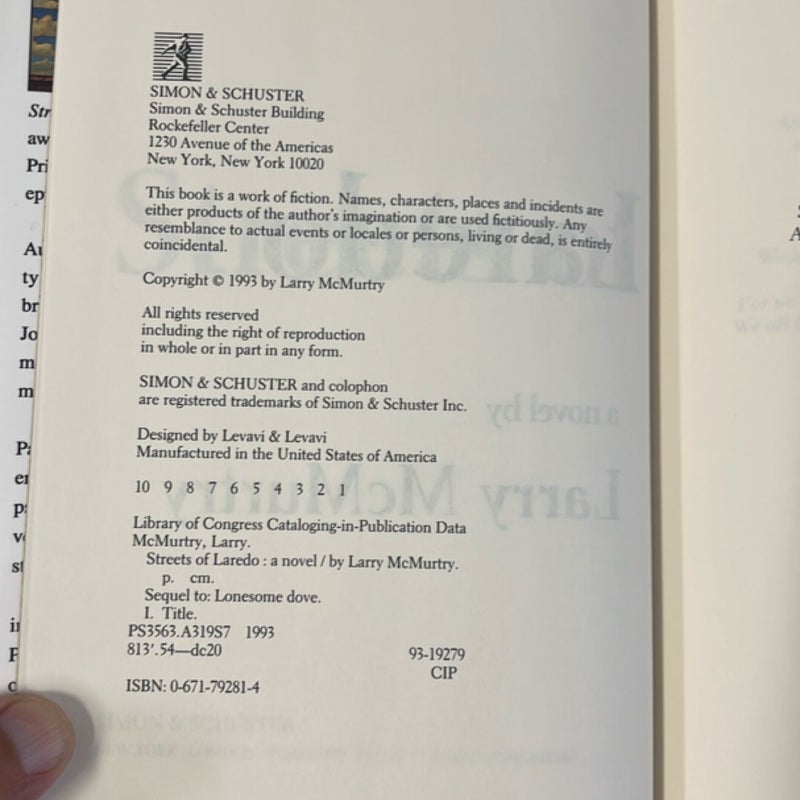 SIMON & SCHUSTER
Simon & Schuster Building
Rockefeller Center
1230 Avenue of the Americas
New York, New York 10020
This book is a work of fiction. Names, characters, places and incidents are
either products of the author's imagination or are used fictitiously. Any
resemblance to actual events or locales or persons, living or dead, is entirely
coincidental.
Copyright © 1993 by Larry McMurtry
All rights reserved
including the right of reproduction
in whole or in part in any form.
SIMON & SCHUSTER and colophon
are registered trademarks of Simon & Schuster Inc.
Designed by Levavi & Levavi
Manufactured in the United States of America
10 9 8 7 6 5 4 3 2 1
Library of Congress Cataloging-in-Publication Data
McMurtry, Larry.
Streets of Laredo : a novel / by Larry McMurtry.
p. cm.
Sequel to: Lonesome dove.
I. Title.
PS3563.A319S7 1993
813'.54—dc20 93-19279
CIP
ISBN: 0-671-79281-4